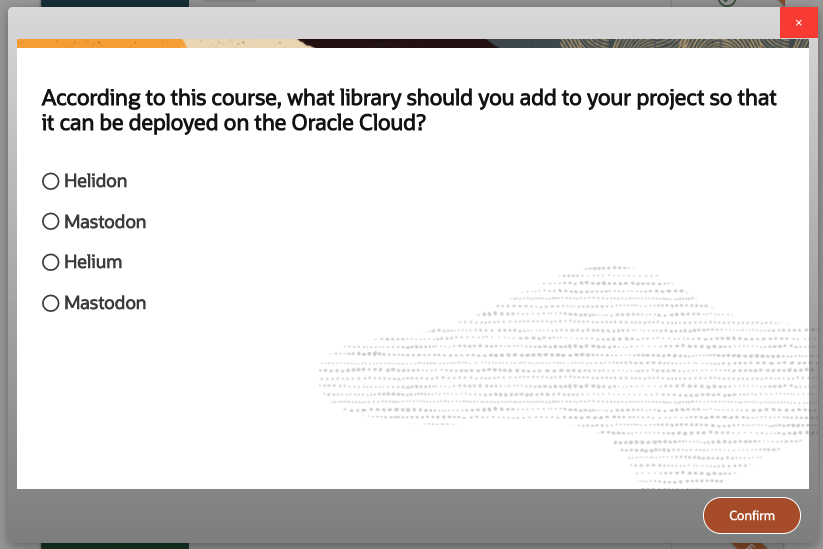 ×
According to this course, what library should you add to your project so that
it can be deployed on the Oracle Cloud?
Helidon
Mastodon
Helium
Mastodon
Confirm